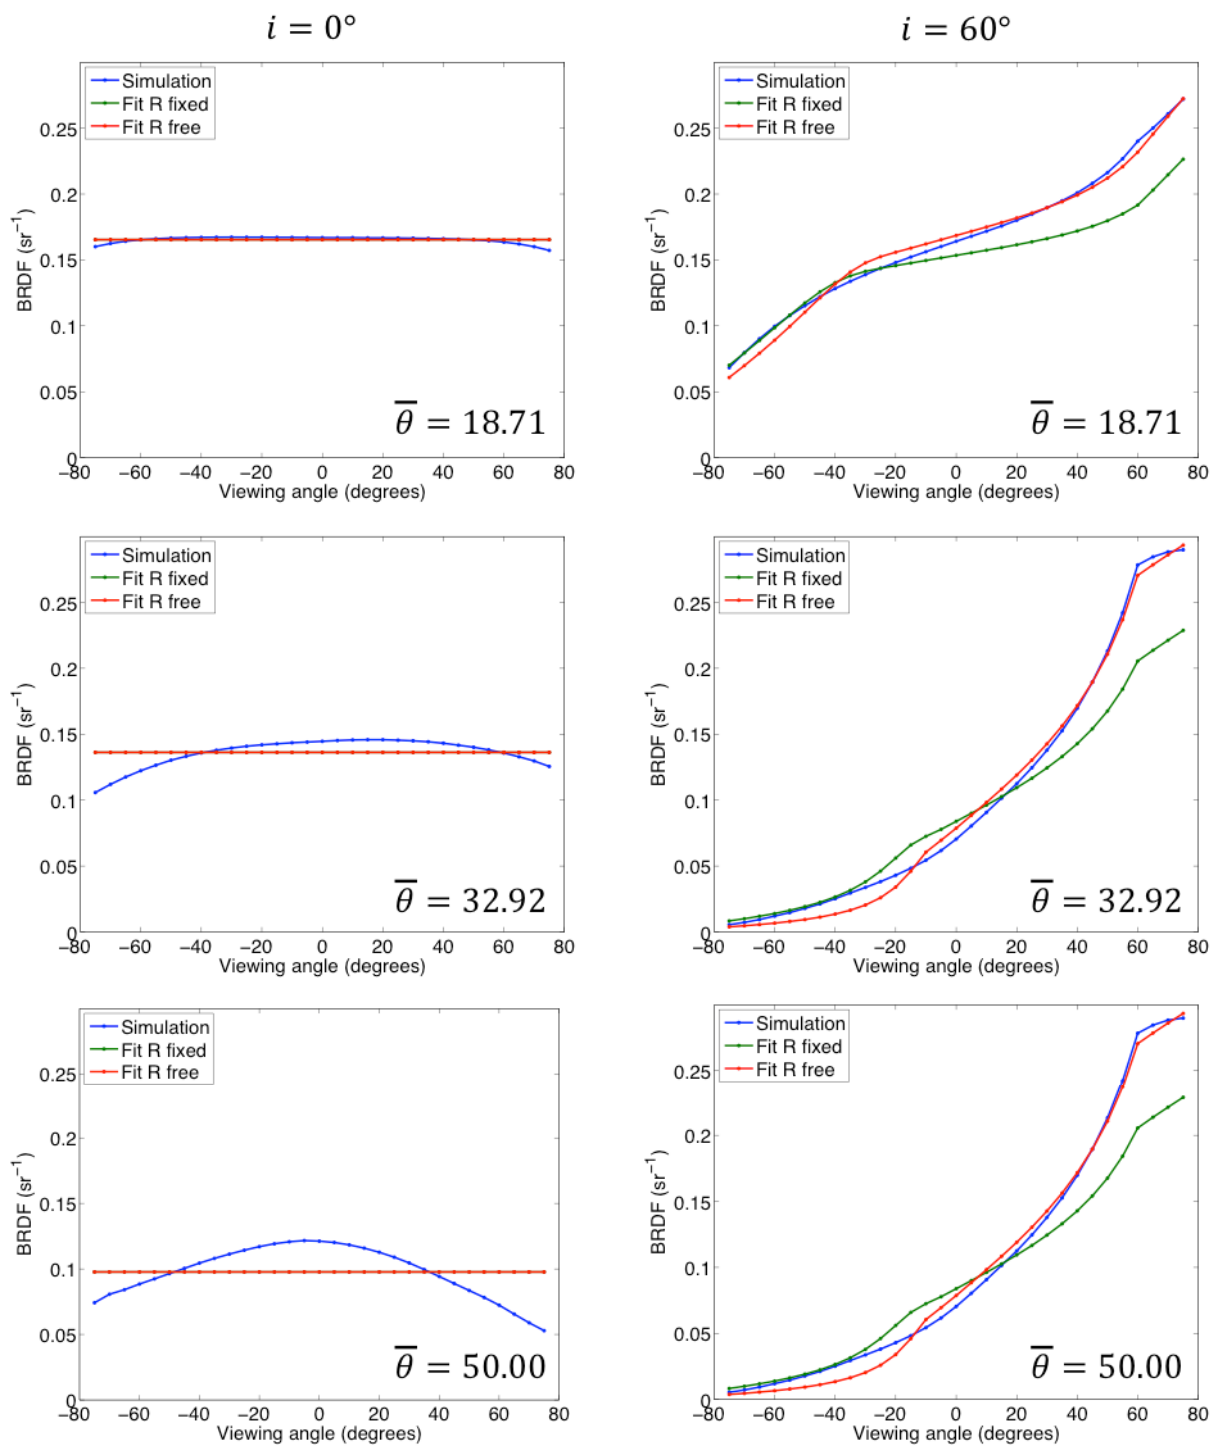 i = 0°
i = 60°
Simulation
Fit R fixed
Fit R free
0.25
0.2
0.15
0.1
0.05
0
BRDF (sr⁻¹)
θ̅ = 18.71
−80 −60 −40 −20 0 20 40 60 80
Viewing angle (degrees)
Simulation
Fit R fixed
Fit R free
0.25
0.2
0.15
0.1
0.05
0
BRDF (sr⁻¹)
θ̅ = 18.71
−80 −60 −40 −20 0 20 40 60 80
Viewing angle (degrees)
Simulation
Fit R fixed
Fit R free
0.25
0.2
0.15
0.1
0.05
0
BRDF (sr⁻¹)
θ̅ = 32.92
−80 −60 −40 −20 0 20 40 60 80
Viewing angle (degrees)
Simulation
Fit R fixed
Fit R free
0.25
0.2
0.15
0.1
0.05
0
BRDF (sr⁻¹)
θ̅ = 32.92
−80 −60 −40 −20 0 20 40 60 80
Viewing angle (degrees)
Simulation
Fit R fixed
Fit R free
0.25
0.2
0.15
0.1
0.05
0
BRDF (sr⁻¹)
θ̅ = 50.00
−80 −60 −40 −20 0 20 40 60 80
Viewing angle (degrees)
Simulation
Fit R fixed
Fit R free
0.25
0.2
0.15
0.1
0.05
0
BRDF (sr⁻¹)
θ̅ = 50.00
−80 −60 −40 −20 0 20 40 60 80
Viewing angle (degrees)